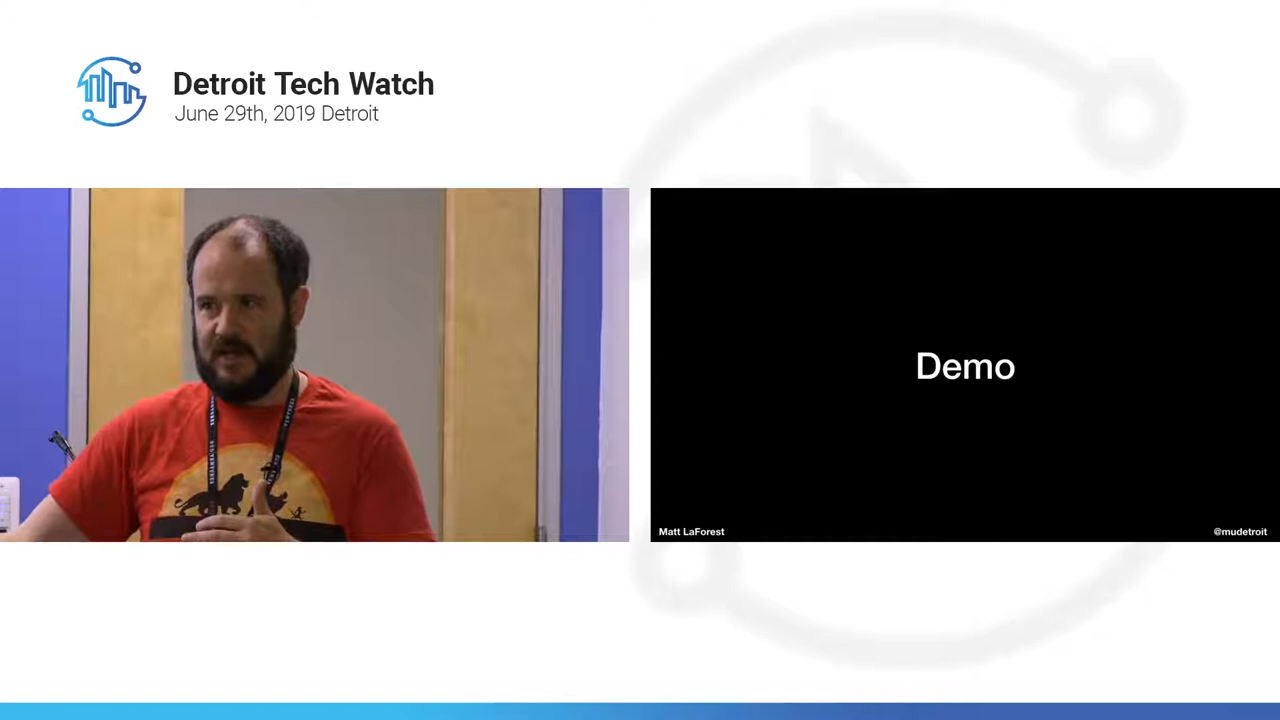 Detroit Tech Watch
June 29th, 2019 Detroit
Demo
Matt LaForest
@mudetroit